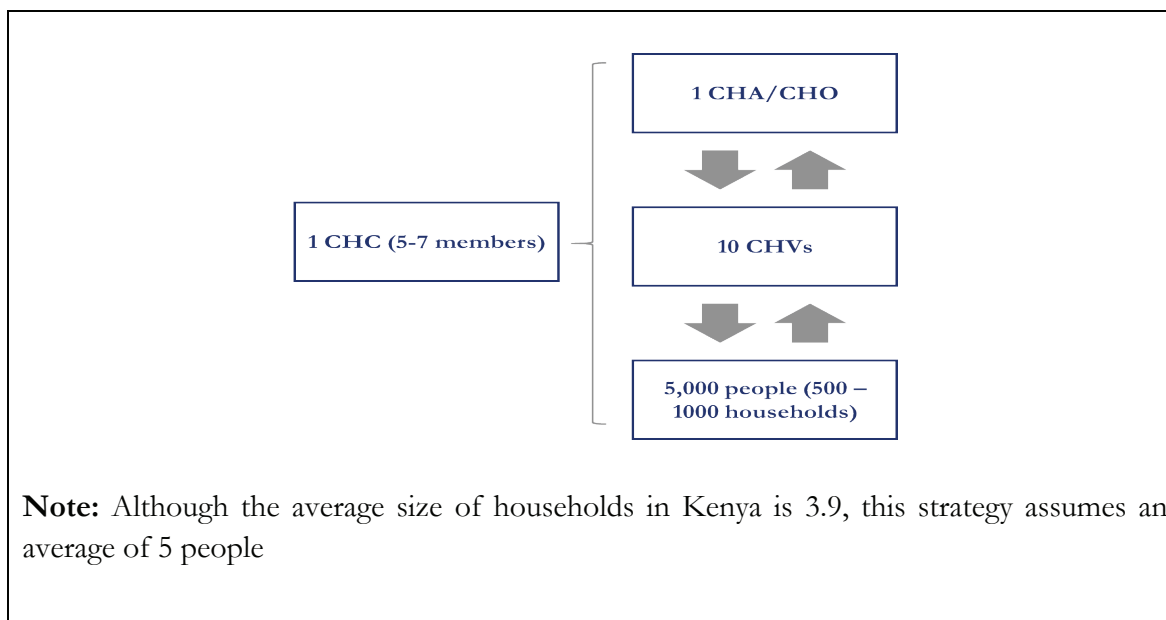 1 CHA/CHO
1 CHC (5-7 members)
10 CHVs
5,000 people (500 –
1000 households)
Note: Although the average size of households in Kenya is 3.9, this strategy assumes an
average of 5 people